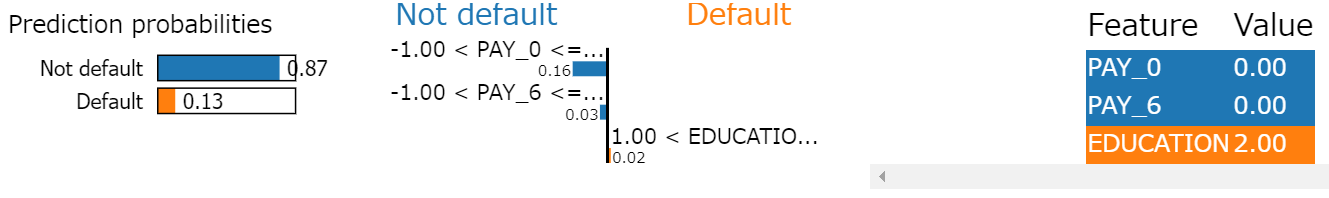 Prediction probabilities
Not default 0.87
Default 0.13
Not default Default
-1.00 < PAY_0 <=...
0.16
-1.00 < PAY_6 <=...
0.03
1.00 < EDUCATIO...
0.02
Feature Value
PAY_0 0.00
PAY_6 0.00
EDUCATION 2.00